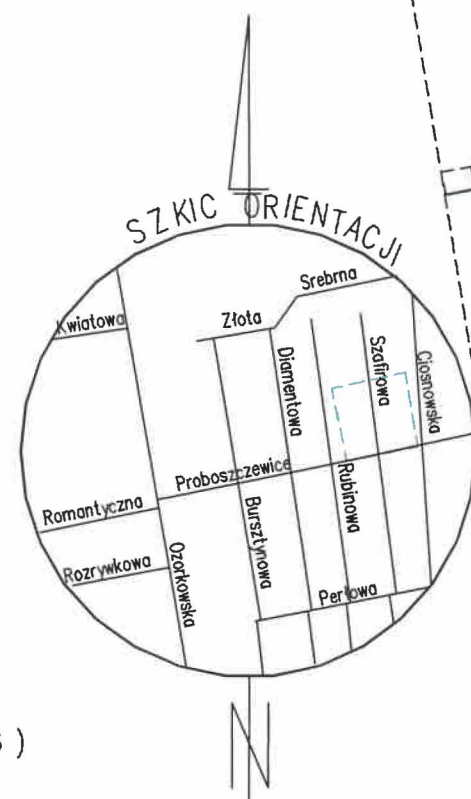 SZKIC ORIENTACJI
Srebrna
Złota
Kwiatowa
Diamentowa
Szafirowa
Ciosnowska
Proboszczewice
Rubinowa
Romantyczna
Bursztynowa
Ozorkowska
Rozrywkowa
Perłowa
N
)